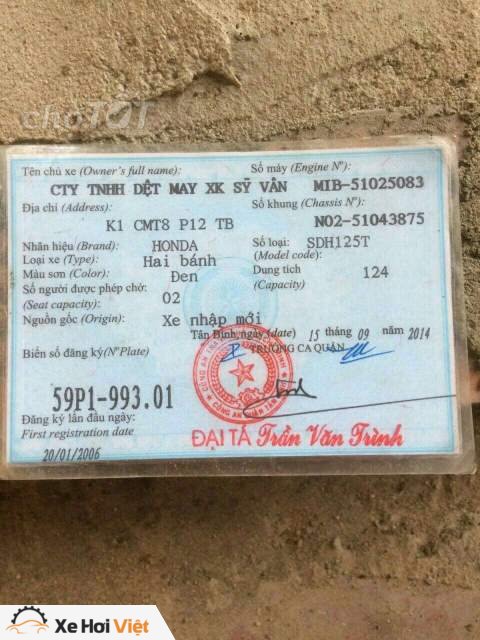 chợTỐT
Tên chủ xe (Owner's full name): Số máy (Engine Nº):
CTY TNHH DỆT MAY XK SỸ VÂN MIB-51025083
Địa chỉ (Address): Số khung (Chassis Nº)
K1 CMT8 P12 TB NO2-51043875
Nhãn hiệu (Brand): HONDA Số loại: SDH125T
Loại xe (Type): Hai bánh (Model code):
Màu sơn (Color): Đen Dung tích 124
Số người được phép chở: 02 (Capacity)
(Seat capacity):
Nguồn gốc (Origin): Xe nhập mới
Tân Bình, ngày (date) 15 tháng 09 năm 2014
Biển số đăng ký (NºPlate) TRƯỞNG CA QUẬN
59P1-993.01
Đăng ký lần đầu ngày:
First registration date
ĐẠI TÁ Trần Văn Trình
20/01/2006
Xe Hơi Việt